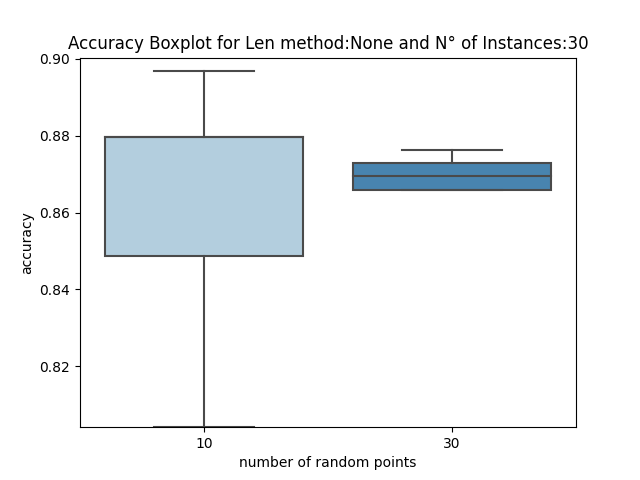 Accuracy Boxplot for Len method:None and N° of Instances:30
0.90
0.88
0.86
0.84
0.82
accuracy
10 30
number of random points